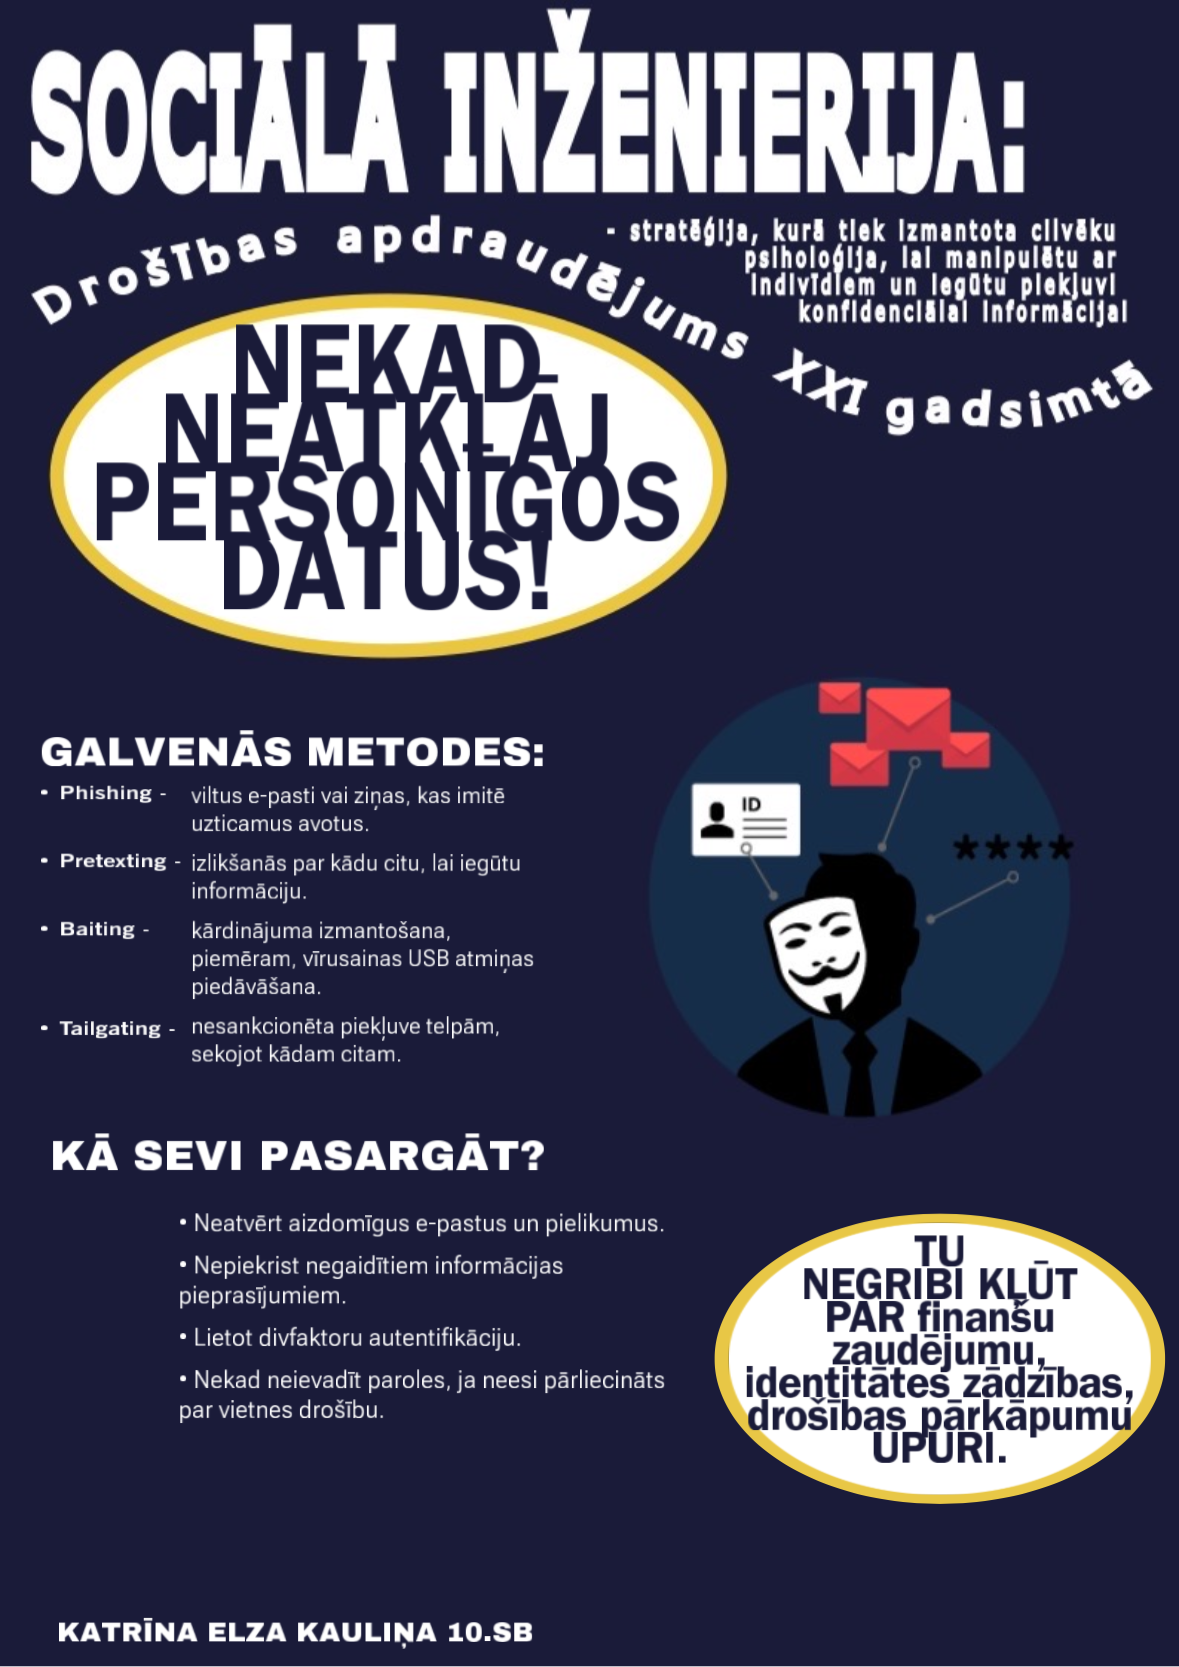 SOCIĀLĀ INŽENIERIJA:
Drošības apdraudējums XXI gadsimtā
- stratēģija, kurā tiek izmantota cilvēku
psiholoģija, lai manipulētu ar
indivīdiem un iegūtu piekļuvi
konfidenciālai informācijai
NEKAD
NEATKLĀJ
PERSONĪGOS
DATUS!
GALVENĀS METODES:
• Phishing - viltus e-pasti vai ziņas, kas imitē
uzticamus avotus.
• Pretexting - izlikšanās par kādu citu, lai iegūtu
informāciju.
• Baiting - kārdinājuma izmantošana,
piemēram, vīrusainas USB atmiņas
piedāvāšana.
• Tailgating - nesankcionēta piekļuve telpām,
sekojot kādam citam.
ID
****
KĀ SEVI PASARGĀT?
• Neatvērt aizdomīgus e-pastus un pielikumus.
• Nepiekrist negaidītiem informācijas
pieprasījumiem.
• Lietot divfaktoru autentifikāciju.
• Nekad neievadīt paroles, ja neesi pārliecināts
par vietnes drošību.
TU
NEGRIBI KĻŪT
PAR finanšu
zaudējumu,
identitātes zādzības,
drošības pārkāpumu
UPURI.
KATRĪNA ELZA KAULIŅA 10.SB